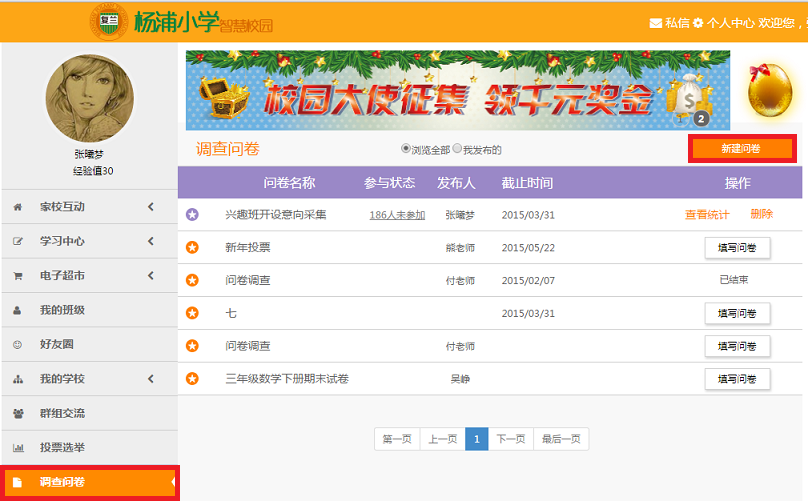 复兰 杨浦小学智慧校园
私信 个人中心 欢迎您，
张曦梦
经验值30
家校互动
学习中心
电子超市
我的班级
好友圈
我的学校
群组交流
投票选举
调查问卷
校园大使征集 领千元奖金
2
调查问卷 浏览全部 我发布的 新建问卷
问卷名称 参与状态 发布人 截止时间 操作
兴趣班开设意向采集 186人未参加 张曦梦 2015/03/31 查看统计 删除
新年投票 熊老师 2015/05/22 填写问卷
问卷调查 付老师 2015/02/07 已结束
七 2015/03/31 填写问卷
问卷调查 付老师 填写问卷
三年级数学下册期末试卷 吴峥 填写问卷
第一页 上一页 1 下一页 最后一页